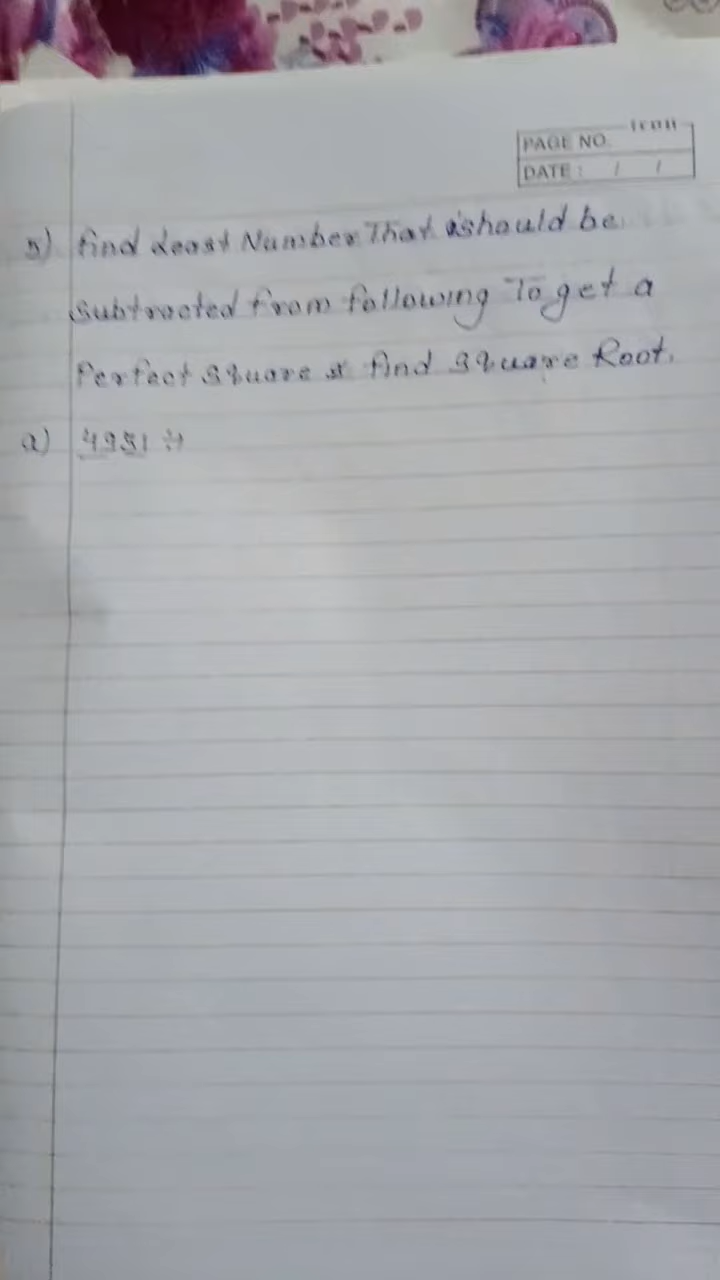 PAGE NO.
DATE : / /
5) find Least Number That should be
subtracted from following To get a
Perfect Square & find square Root.
a) 4931 ÷